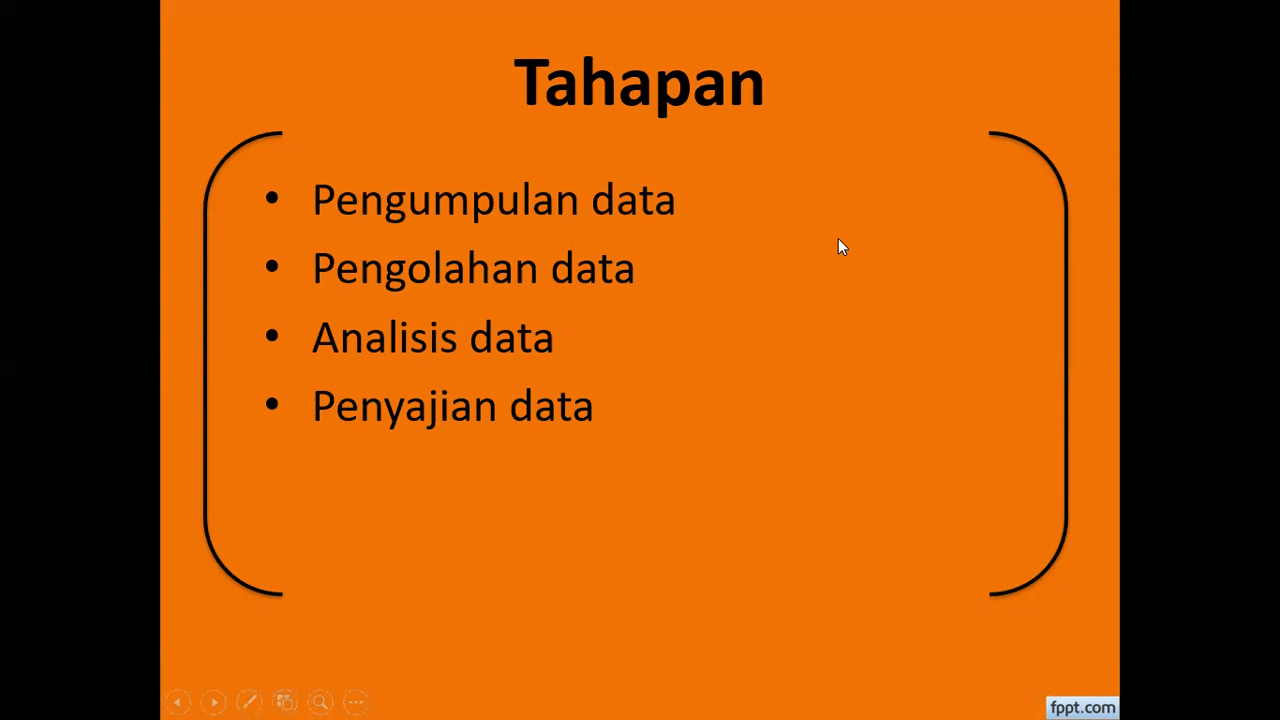 Tahapan
• Pengumpulan data
• Pengolahan data
• Analisis data
• Penyajian data
fppt.com